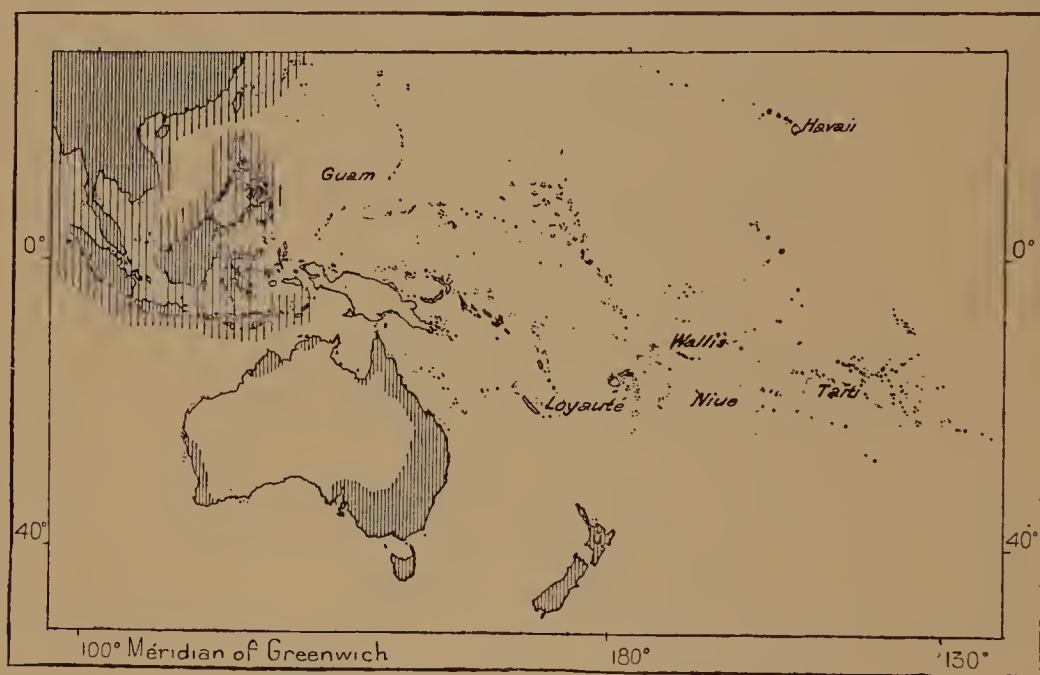 Havaii
Guam
0°
0°
Wallis
Loyauté
Niue
Taïti
40°
40°
100° Méridian of Greenwich
180°
130°